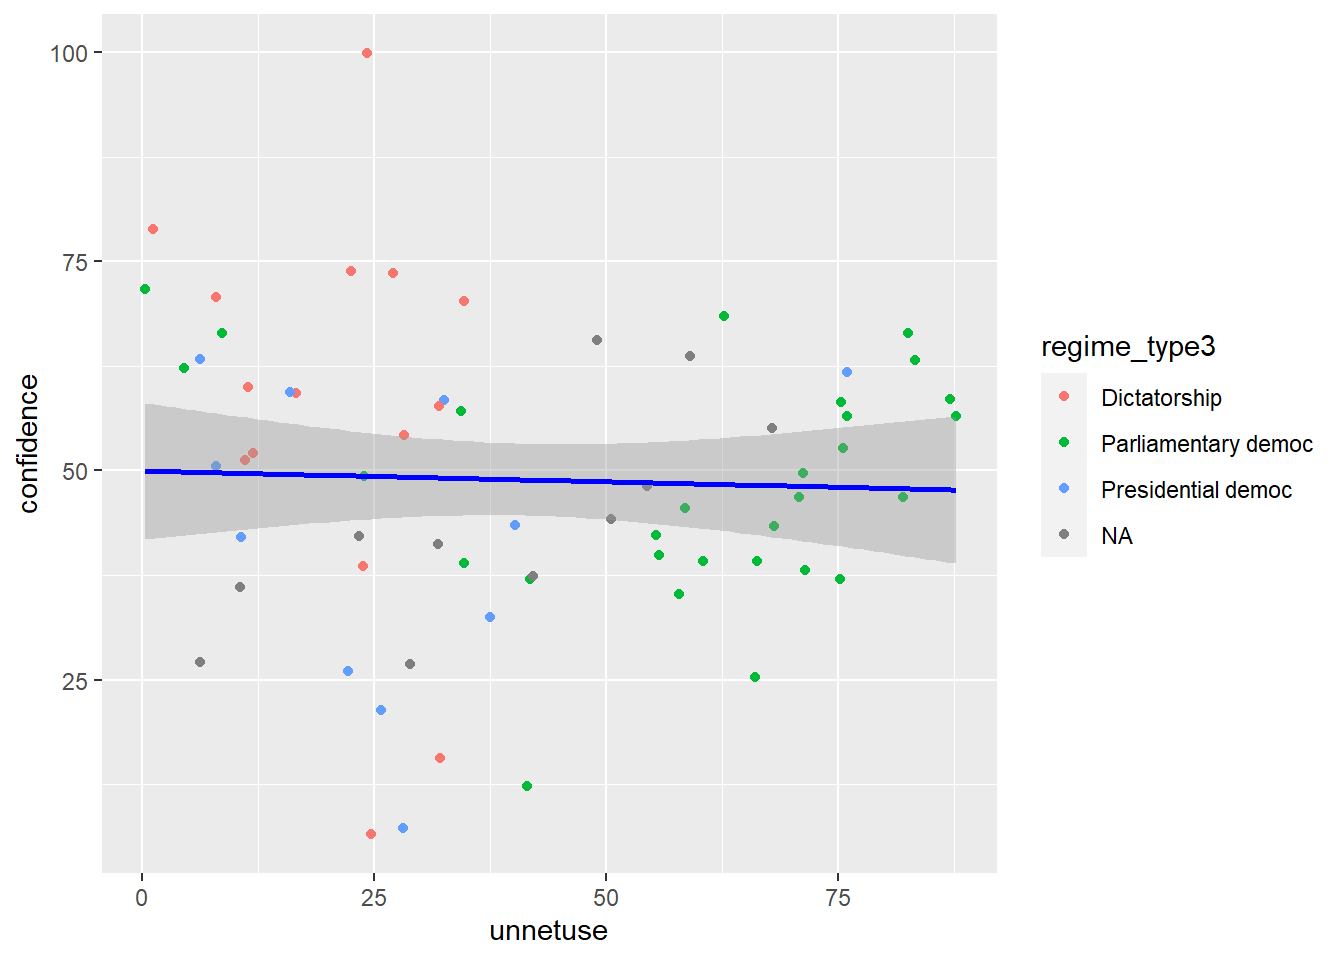 100
75
50
25
confidence
0 25 50 75
unnetuse
regime_type3
Dictatorship
Parliamentary democ
Presidential democ
NA